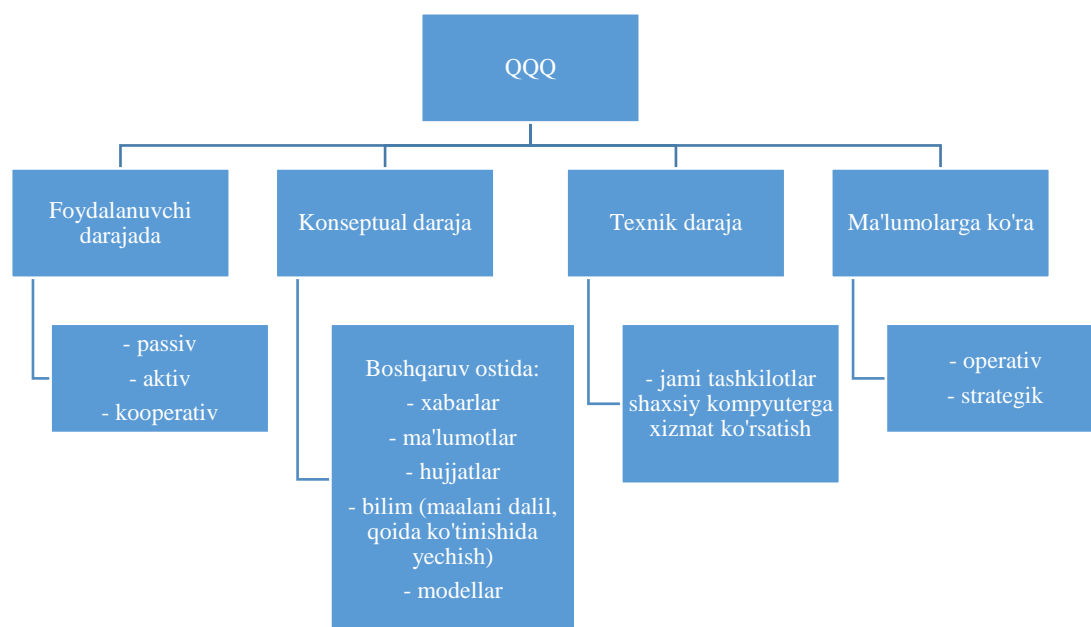 QQQ
Foydalanuvchi
darajada
Konseptual daraja
Texnik daraja
Ma'lumolarga ko'ra
- passiv
- aktiv
- kooperativ
Boshqaruv ostida:
- xabarlar
- ma'lumotlar
- hujjatlar
- bilim (maalani dalil,
qoida ko'tinishida
yechish)
- modellar
- jami tashkilotlar
shaxsiy kompyuterga
xizmat ko'rsatish
- operativ
- strategik